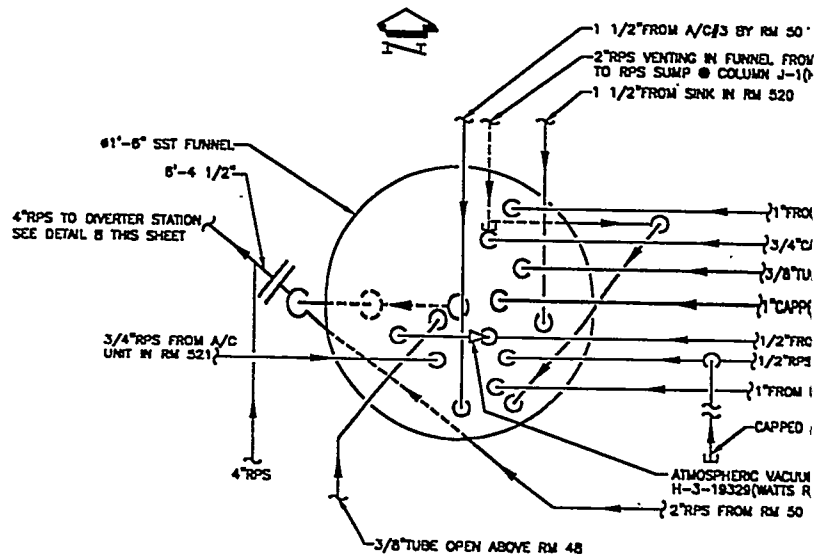 N
1 1/2"FROM A/C#3 BY RM 50
2"RPS VENTING IN FUNNEL FROM
TO RPS SUMP @ COLUMN J-1(
1 1/2"FROM SINK IN RM 520
ø1'-6" SST FUNNEL
6'-4 1/2"
4"RPS TO DIVERTER STATION
SEE DETAIL 8 THIS SHEET
1"FRO
3/4"C/
3/8"TU
1"CAPP
3/4"RPS FROM A/C
UNIT IN RM 521
1/2"FRO
1/2"RPS
1"FROM
CAPPED
4"RPS
ATMOSPHERIC VACUU
H-3-19329(WATTS R
2"RPS FROM RM 50
3/8"TUBE OPEN ABOVE RM 48